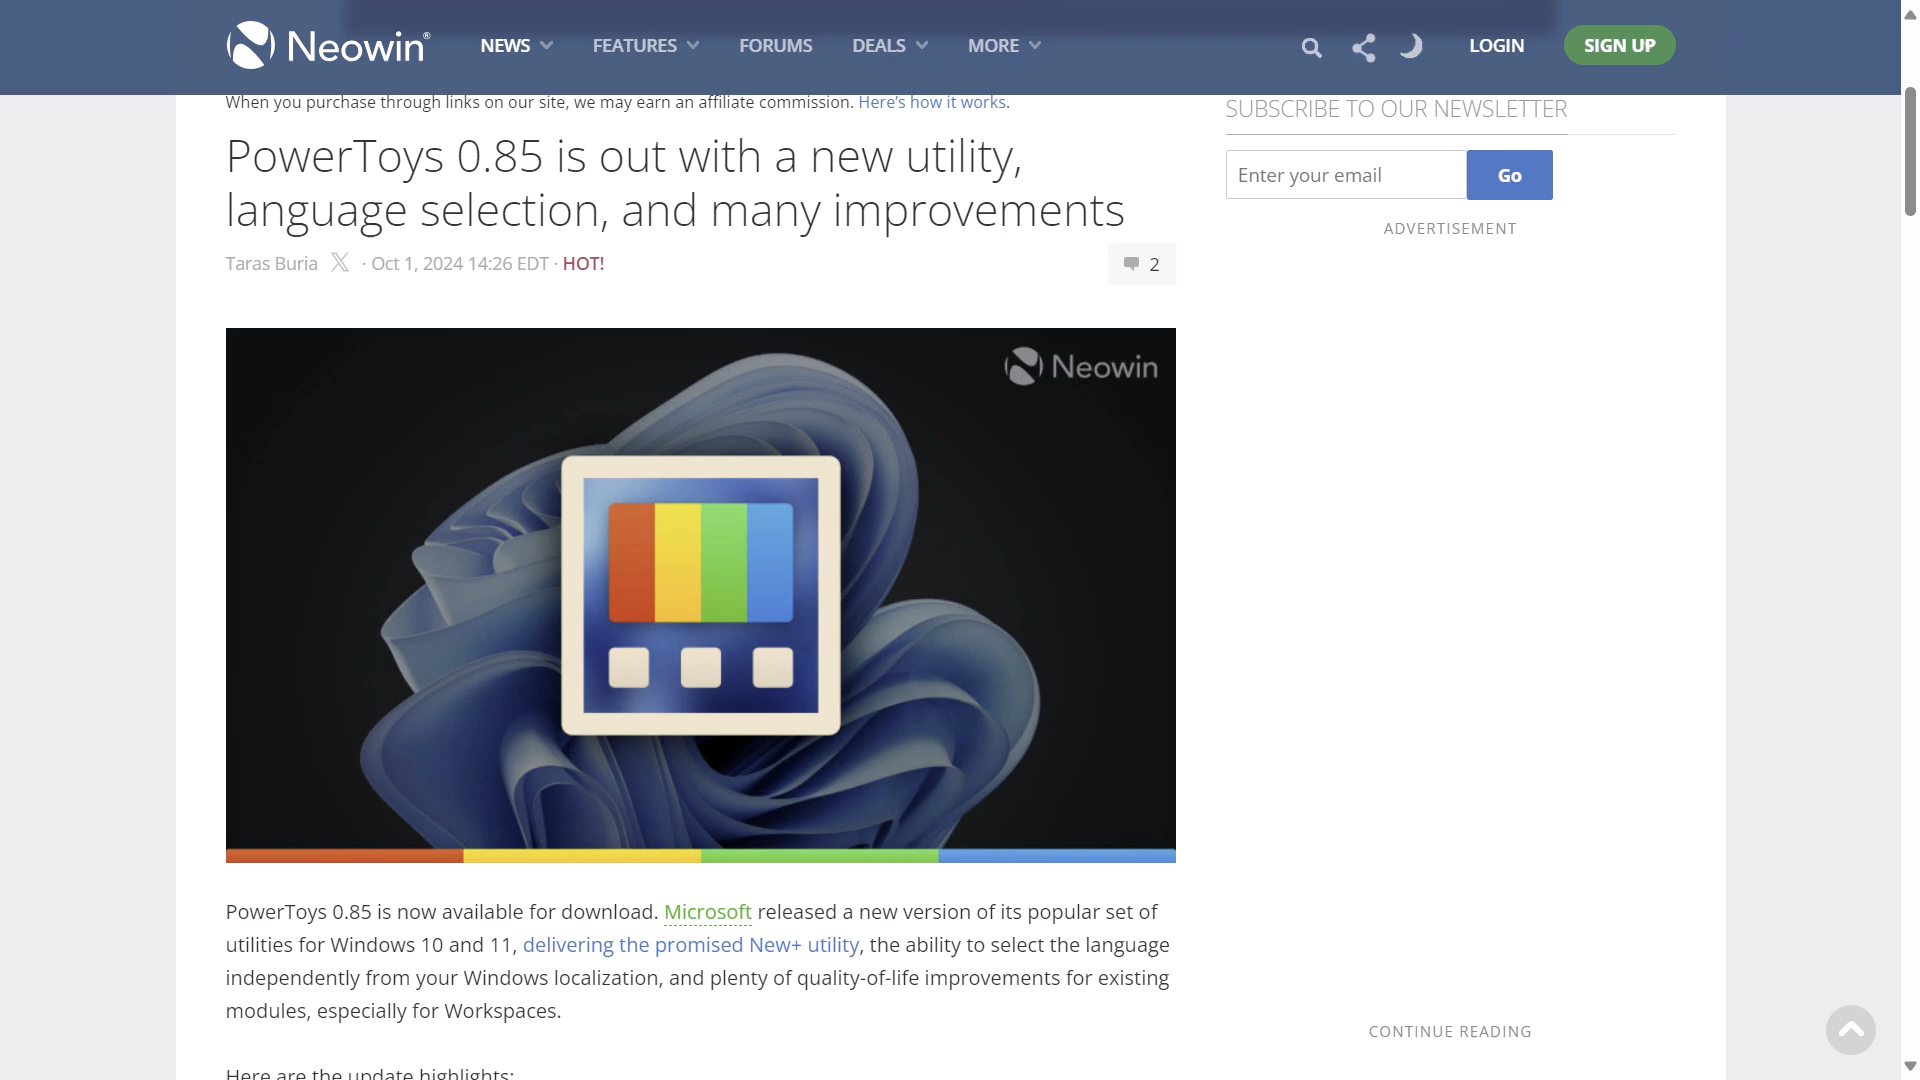 Neowin®
NEWS
FEATURES
FORUMS
DEALS
MORE
LOGIN
SIGN UP
When you purchase through links on our site, we may earn an affiliate commission. Here's how it works.
PowerToys 0.85 is out with a new utility,
language selection, and many improvements
Taras Buria · Oct 1, 2024 14:26 EDT · HOT!
2
Neowin
PowerToys 0.85 is now available for download. Microsoft released a new version of its popular set of
utilities for Windows 10 and 11, delivering the promised New+ utility, the ability to select the language
independently from your Windows localization, and plenty of quality-of-life improvements for existing
modules, especially for Workspaces.
Here are the update highlights:
SUBSCRIBE TO OUR NEWSLETTER
Enter your email
Go
ADVERTISEMENT
CONTINUE READING